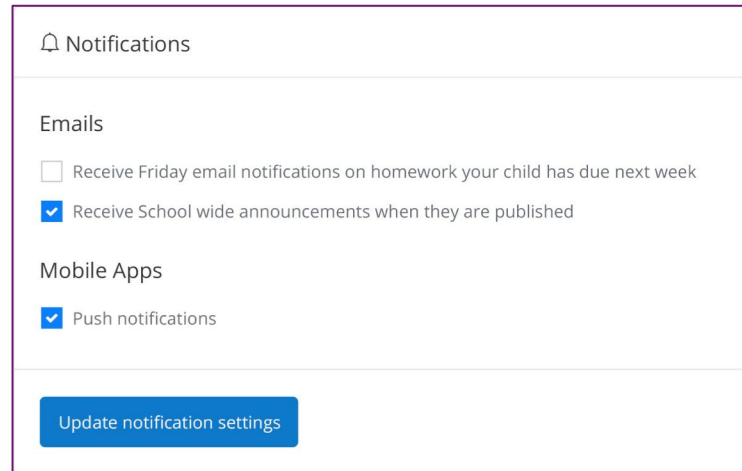 Notifications
Emails
Receive Friday email notifications on homework your child has due next week
Receive School wide announcements when they are published
Mobile Apps
Push notifications
Update notification settings